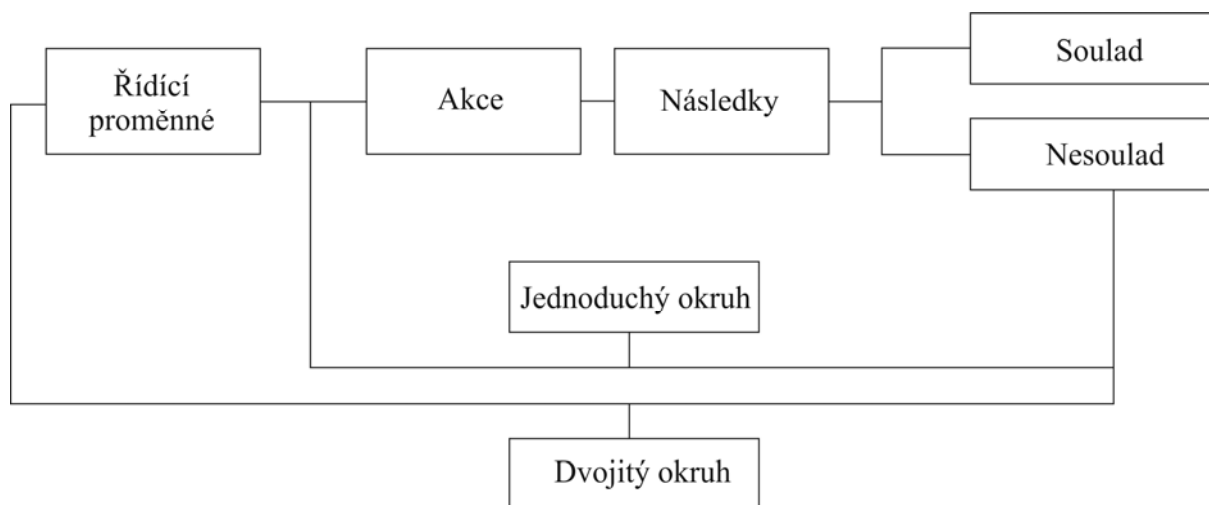 Řídící
proměnné
Akce
Následky
Soulad
Nesoulad
Jednoduchý okruh
Dvojitý okruh